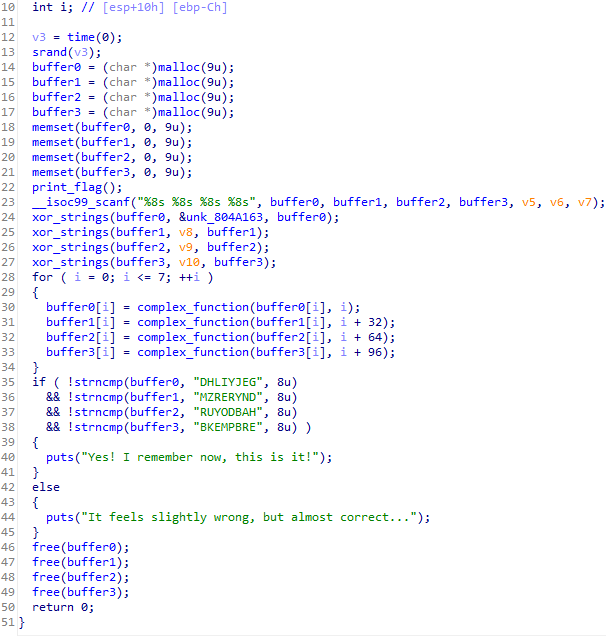 10 int i; // [esp+10h] [ebp-Ch]
11
12 v3 = time(0);
13 srand(v3);
14 buffer0 = (char *)malloc(9u);
15 buffer1 = (char *)malloc(9u);
16 buffer2 = (char *)malloc(9u);
17 buffer3 = (char *)malloc(9u);
18 memset(buffer0, 0, 9u);
19 memset(buffer1, 0, 9u);
20 memset(buffer2, 0, 9u);
21 memset(buffer3, 0, 9u);
22 print_flag();
23 __isoc99_scanf("%8s %8s %8s %8s", buffer0, buffer1, buffer2, buffer3, v5, v6, v7);
24 xor_strings(buffer0, &unk_804A163, buffer0);
25 xor_strings(buffer1, v8, buffer1);
26 xor_strings(buffer2, v9, buffer2);
27 xor_strings(buffer3, v10, buffer3);
28 for ( i = 0; i <= 7; ++i )
29 {
30 buffer0[i] = complex_function(buffer0[i], i);
31 buffer1[i] = complex_function(buffer1[i], i + 32);
32 buffer2[i] = complex_function(buffer2[i], i + 64);
33 buffer3[i] = complex_function(buffer3[i], i + 96);
34 }
35 if ( !strncmp(buffer0, "DHLIYJEG", 8u)
36 && !strncmp(buffer1, "MZRERYND", 8u)
37 && !strncmp(buffer2, "RUYODBAH", 8u)
38 && !strncmp(buffer3, "BKEMPBRE", 8u) )
39 {
40 puts("Yes! I remember now, this is it!");
41 }
42 else
43 {
44 puts("It feels slightly wrong, but almost correct...");
45 }
46 free(buffer0);
47 free(buffer1);
48 free(buffer2);
49 free(buffer3);
50 return 0;
51 }